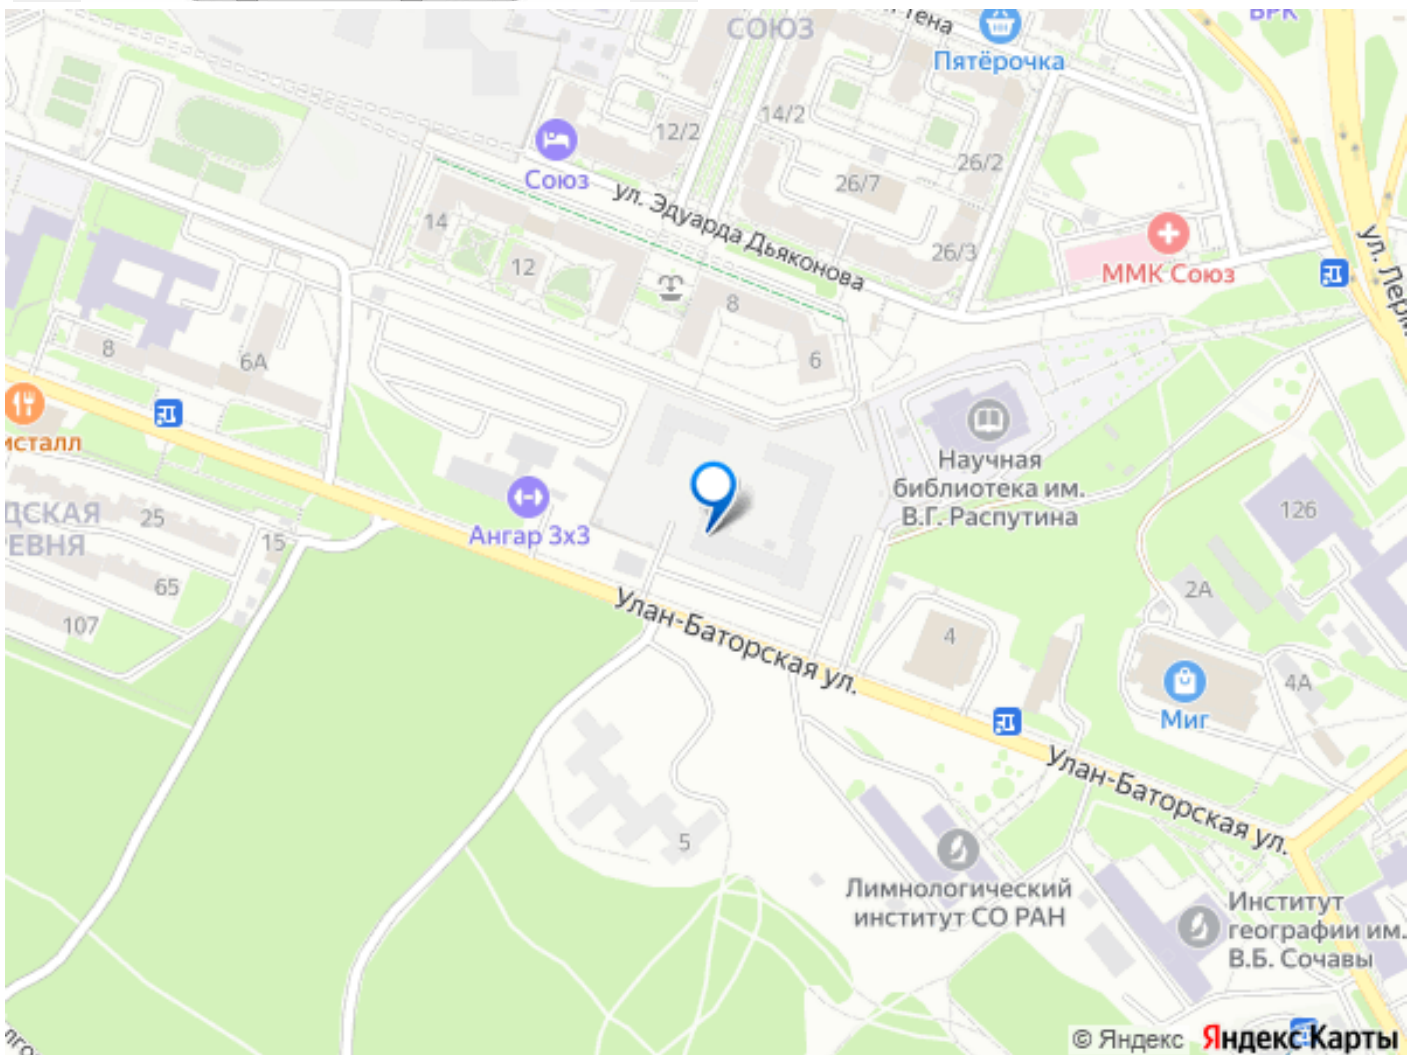 СОЮЗ
Пятёрочка
14/2
12/2
Союз
26/2
26/7
ул. Эдуарда Дьяконова
14
26/3
12
ММК Союз
ул. Лерм
8
6
8
6А
Научная
библиотека им.
В.Г. Распутина
Ангар 3х3
25
15
65
107
126
2А
Улан-Баторская ул.
4
4А
Миг
Улан-Баторская ул.
5
Лимнологический
институт СО РАН
Институт
географии им.
В.Б. Сочавы
© Яндекс Яндекс Карты